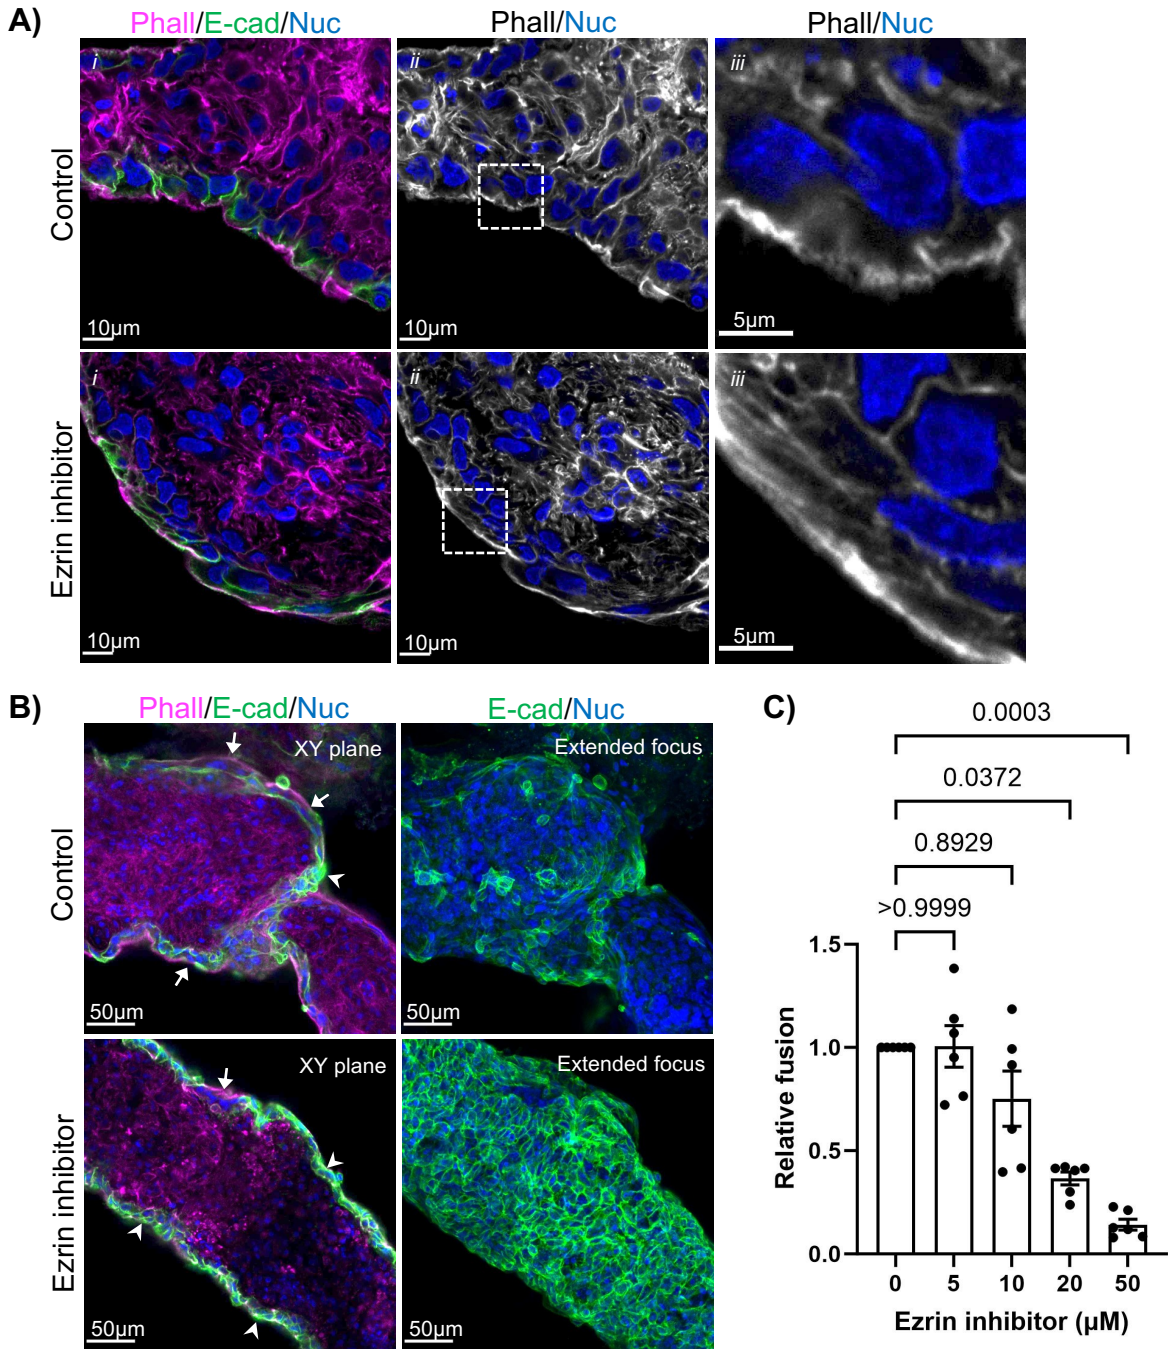 A)
Phall/E-cad/Nuc
Phall/Nuc
Phall/Nuc
Control
i
10µm
ii
10µm
iii
5µm
Ezrin inhibitor
i
10µm
ii
10µm
iii
5µm
B)
Phall/E-cad/Nuc
E-cad/Nuc
Control
XY plane
50µm
Extended focus
50µm
Ezrin inhibitor
XY plane
50µm
Extended focus
50µm
C)
0.0003
0.0372
0.8929
>0.9999
Relative fusion
1.5
1.0
0.5
0.0
0 5 10 20 50
Ezrin inhibitor (µM)